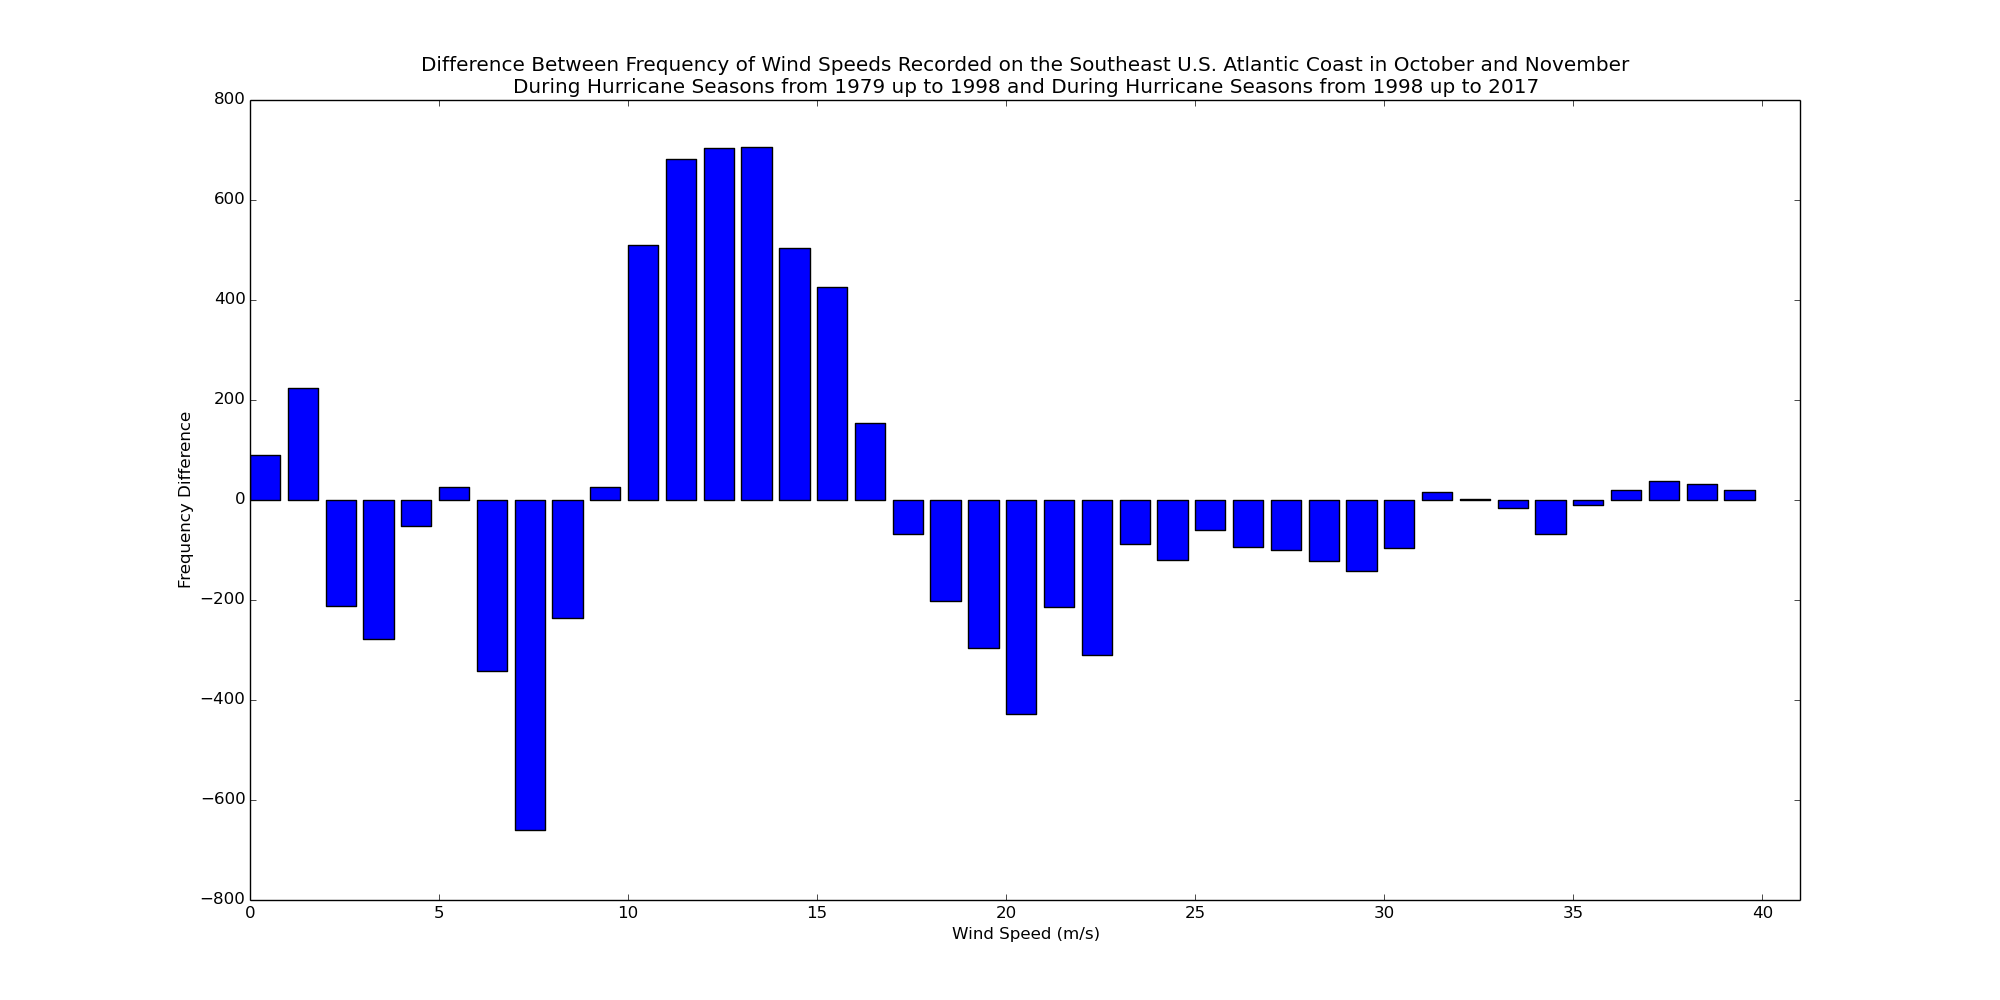 Difference Between Frequency of Wind Speeds Recorded on the Southeast U.S. Atlantic Coast in October and November
During Hurricane Seasons from 1979 up to 1998 and During Hurricane Seasons from 1998 up to 2017
800
600
400
200
0
−200
−400
−600
−800
Frequency Difference
0 5 10 15 20 25 30 35 40
Wind Speed (m/s)